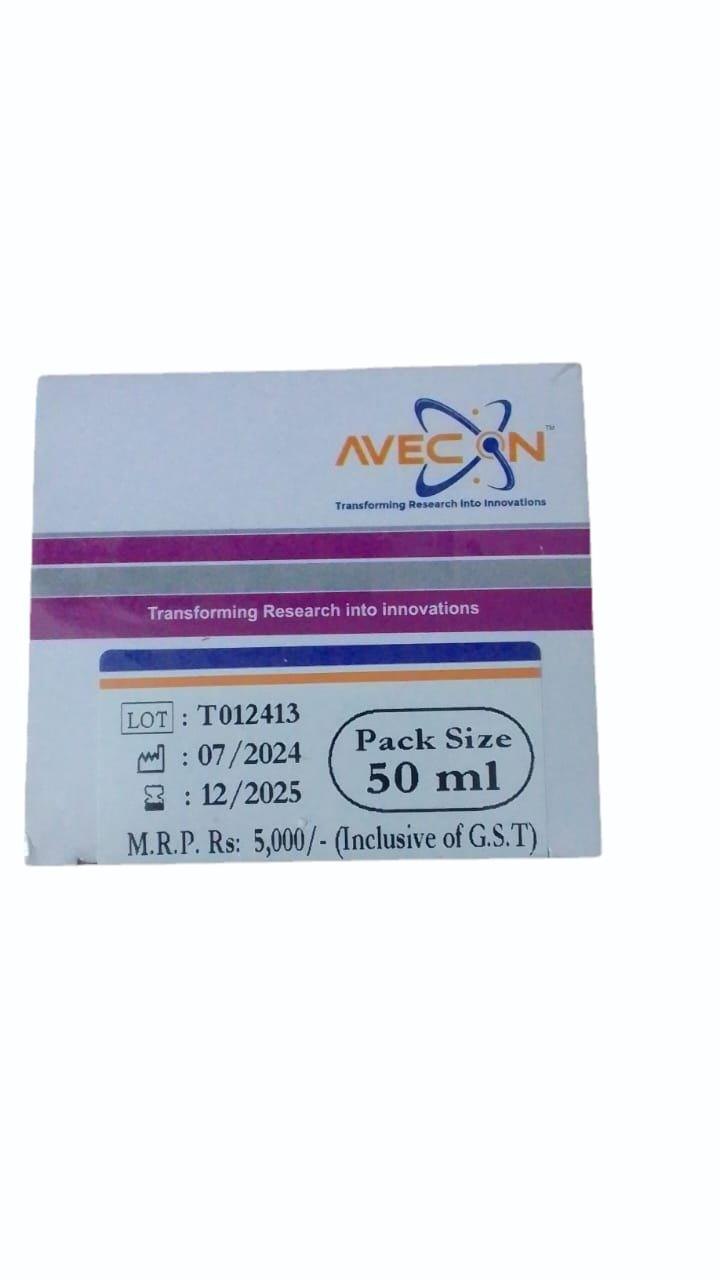 AVECON™
Transforming Research Into Innovations
Transforming Research into innovations
LOT : T012413
: 07/2024
: 12/2025
Pack Size
50 ml
M.R.P. Rs: 5,000/- (Inclusive of G.S.T)